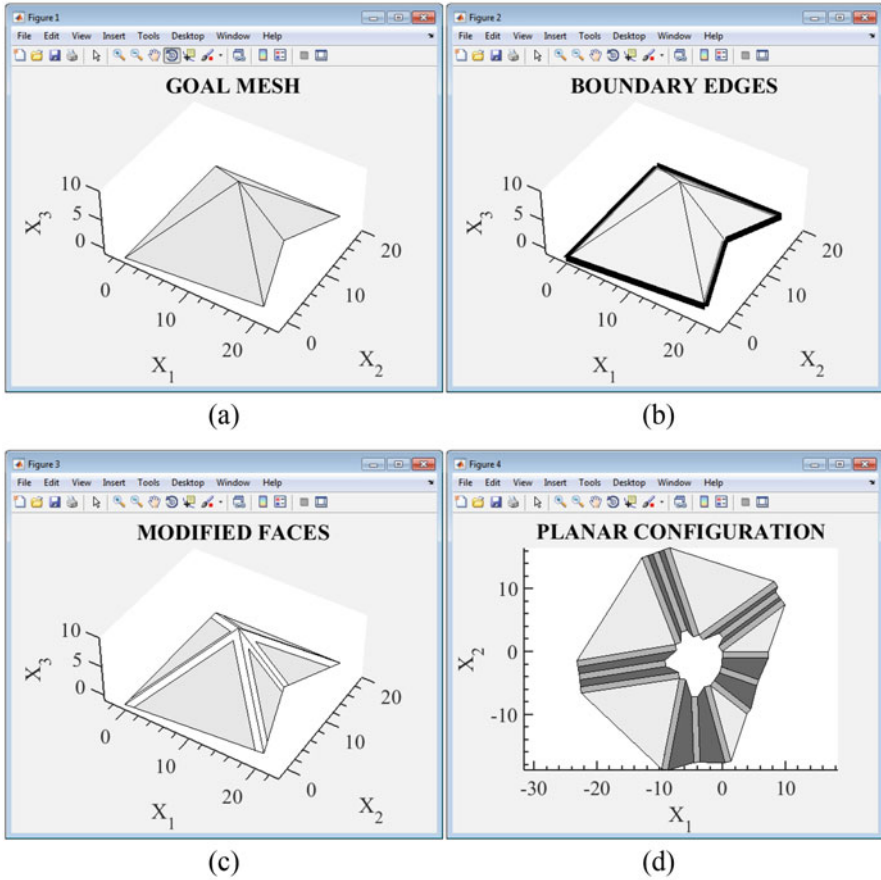 Figure 1
File Edit View Insert Tools Desktop Window Help
GOAL MESH
10
5
0
X3
0
10
20
X1
0
10
20
X2
(a)
Figure 2
File Edit View Insert Tools Desktop Window Help
BOUNDARY EDGES
10
5
0
X3
0
10
20
X1
0
10
20
X2
(b)
Figure 3
File Edit View Insert Tools Desktop Window Help
MODIFIED FACES
10
5
0
X3
0
10
20
X1
0
10
20
X2
(c)
Figure 4
File Edit View Insert Tools Desktop Window Help
PLANAR CONFIGURATION
10
0
-10
X2
-30 -20 -10 0 10
X1
(d)